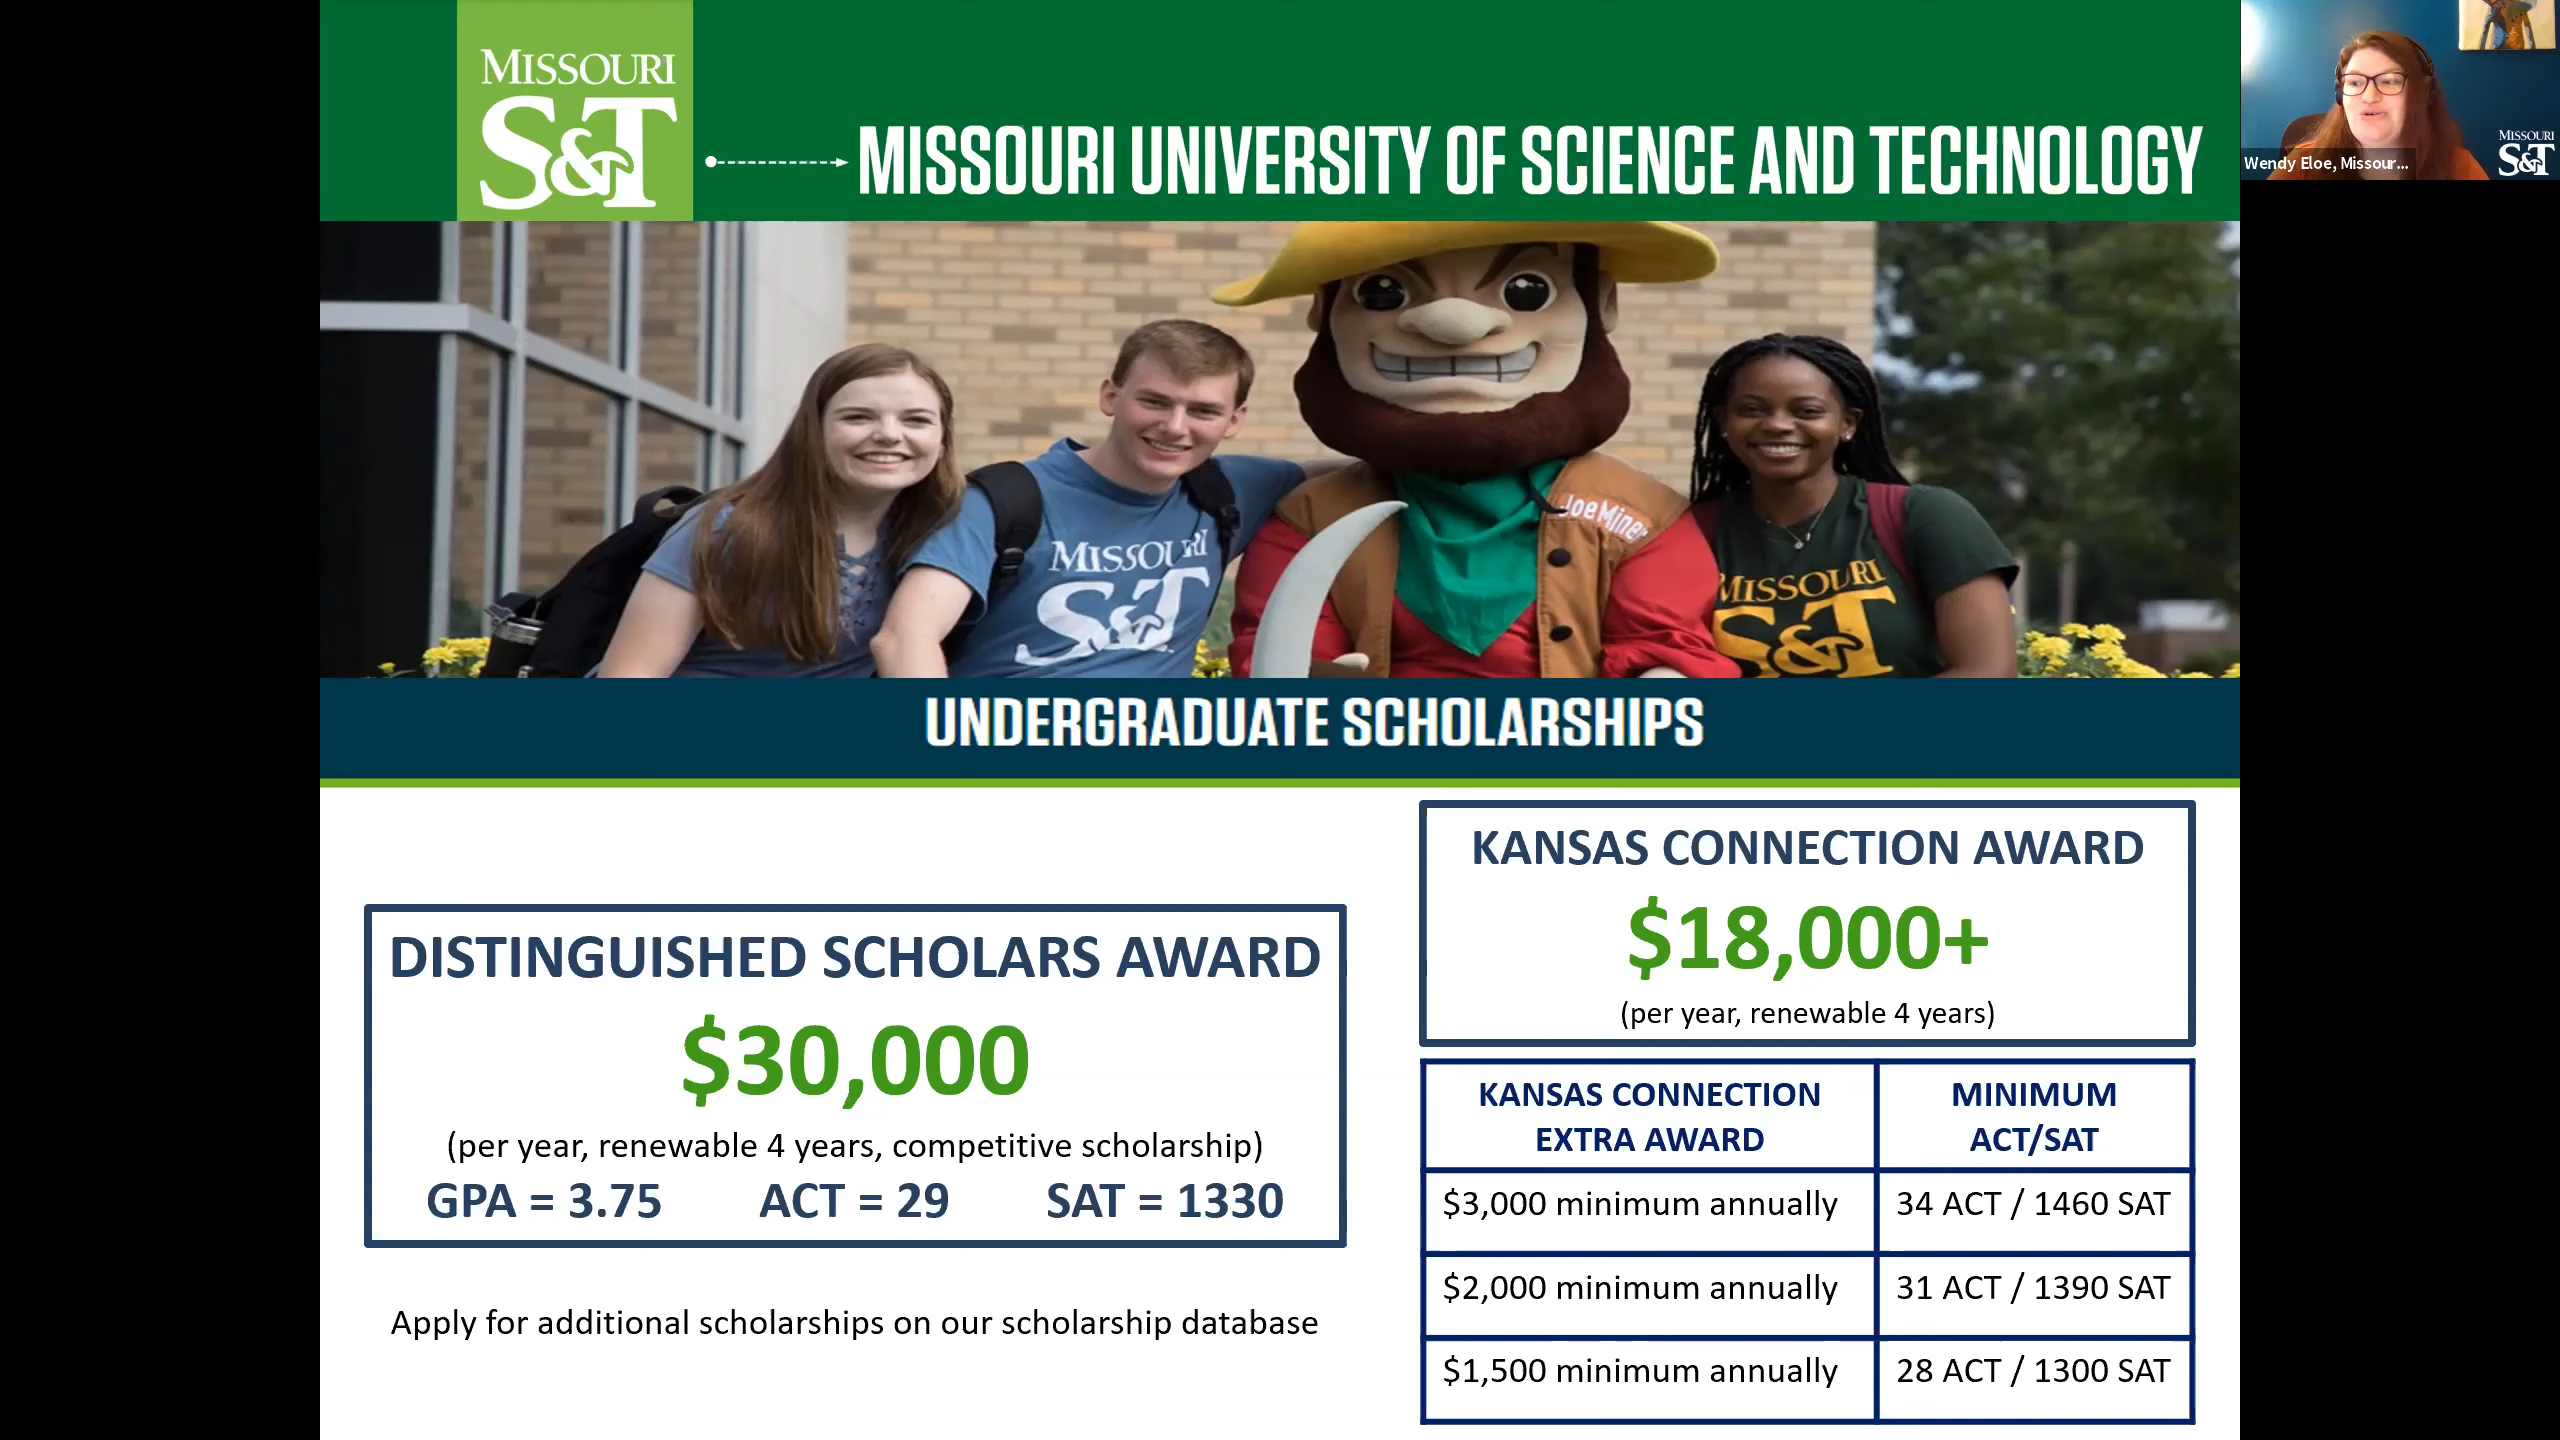 MISSOURI
S&T
MISSOURI UNIVERSITY OF SCIENCE AND TECHNOLOGY
MISSOURI
S&T
Wendy Eloe, Missour...
Joe Miner
MISSOURI
S&T
MISSOURI
S&T
UNDERGRADUATE SCHOLARSHIPS
DISTINGUISHED SCHOLARS AWARD
$30,000
(per year, renewable 4 years, competitive scholarship)
GPA = 3.75 ACT = 29 SAT = 1330
Apply for additional scholarships on our scholarship database
KANSAS CONNECTION AWARD
$18,000+
(per year, renewable 4 years)
KANSAS CONNECTION
EXTRA AWARD
MINIMUM
ACT/SAT
$3,000 minimum annually 34 ACT / 1460 SAT
$2,000 minimum annually 31 ACT / 1390 SAT
$1,500 minimum annually 28 ACT / 1300 SAT